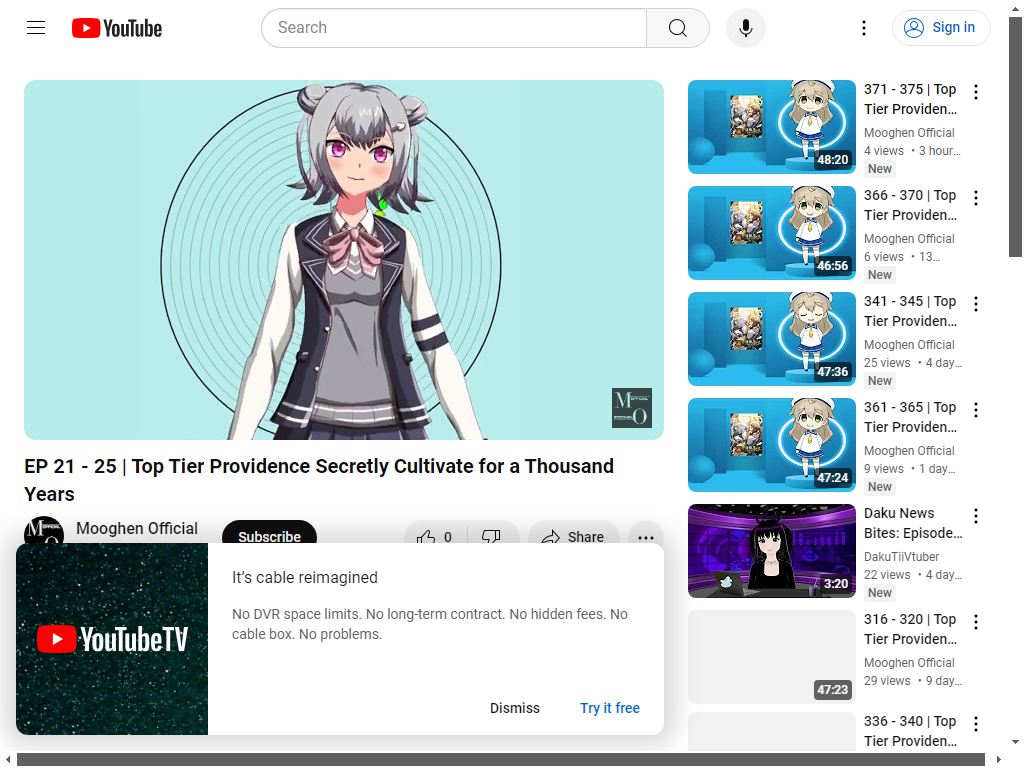 YouTube
Search
Sign in
EP 21 - 25 | Top Tier Providence Secretly Cultivate for a Thousand
Years
Mooghen Official
Subscribe
0
Share
YouTubeTV
It’s cable reimagined
No DVR space limits. No long-term contract. No hidden fees. No
cable box. No problems.
Dismiss
Try it free
48:20
371 - 375 | Top
Tier Providen...
Mooghen Official
4 views • 3 hour...
New
46:56
366 - 370 | Top
Tier Providen...
Mooghen Official
6 views • 13...
New
47:36
341 - 345 | Top
Tier Providen...
Mooghen Official
25 views • 4 day...
New
47:24
361 - 365 | Top
Tier Providen...
Mooghen Official
9 views • 1 day...
New
3:20
Daku News
Bites: Episode...
DakuTiiVtuber
22 views • 4 day...
New
47:23
316 - 320 | Top
Tier Providen...
Mooghen Official
29 views • 9 day...
336 - 340 | Top
Tier Providen...